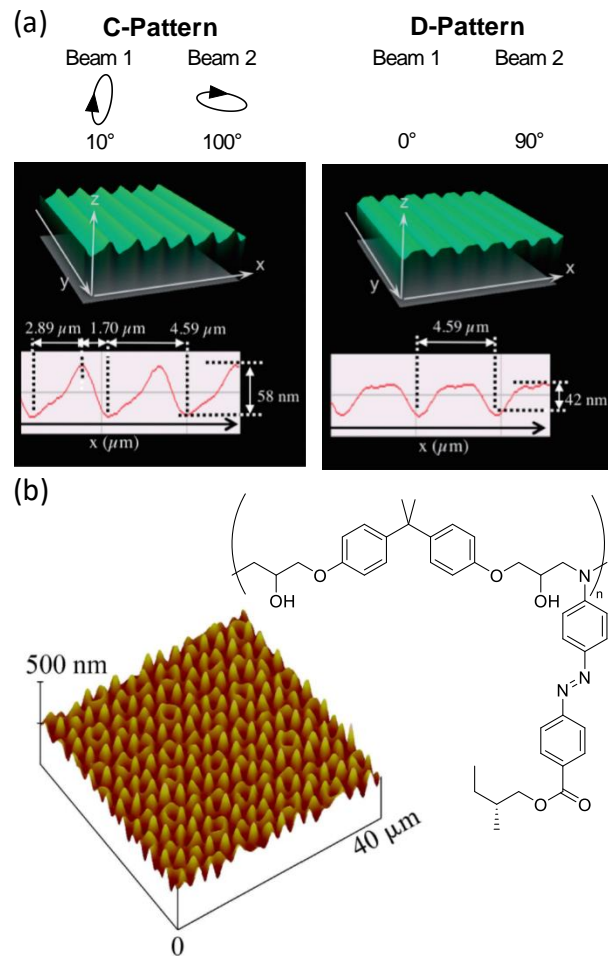 (a)
C-Pattern
D-Pattern
Beam 1
Beam 2
Beam 1
Beam 2
10°
100°
0°
90°
z
x
y
z
x
y
2.89 µm
1.70 µm
4.59 µm
58 nm
x (µm)
4.59 µm
42 nm
x (µm)
(b)
O
OH
O
OH
N
n
N
N
O
O
500 nm
40 µm
0